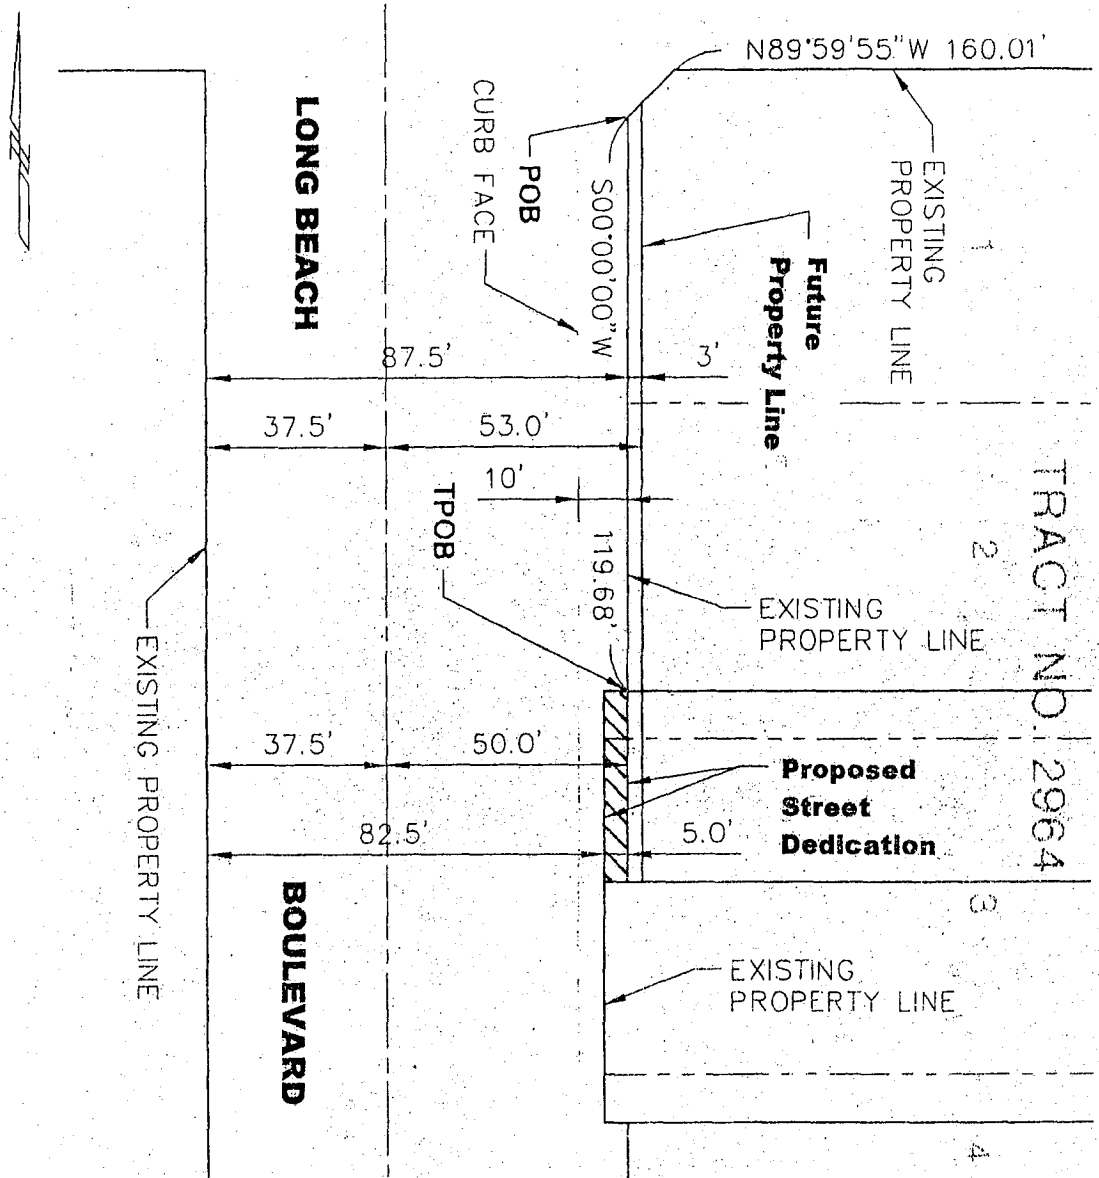 N89°59'55"W 160.01'
EXISTING
PROPERTY LINE
1
LONG BEACH
CURB FACE
POB
S00°00'00"W
Future
Property Line
87.5'
3'
37.5'
53.0'
10'
TPOB
119.68'
2
TRACT NO. 2964
EXISTING
PROPERTY LINE
EXISTING PROPERTY LINE
37.5'
50.0'
Proposed
Street
Dedication
82.5'
5.0'
BOULEVARD
3
EXISTING
PROPERTY LINE
4
N